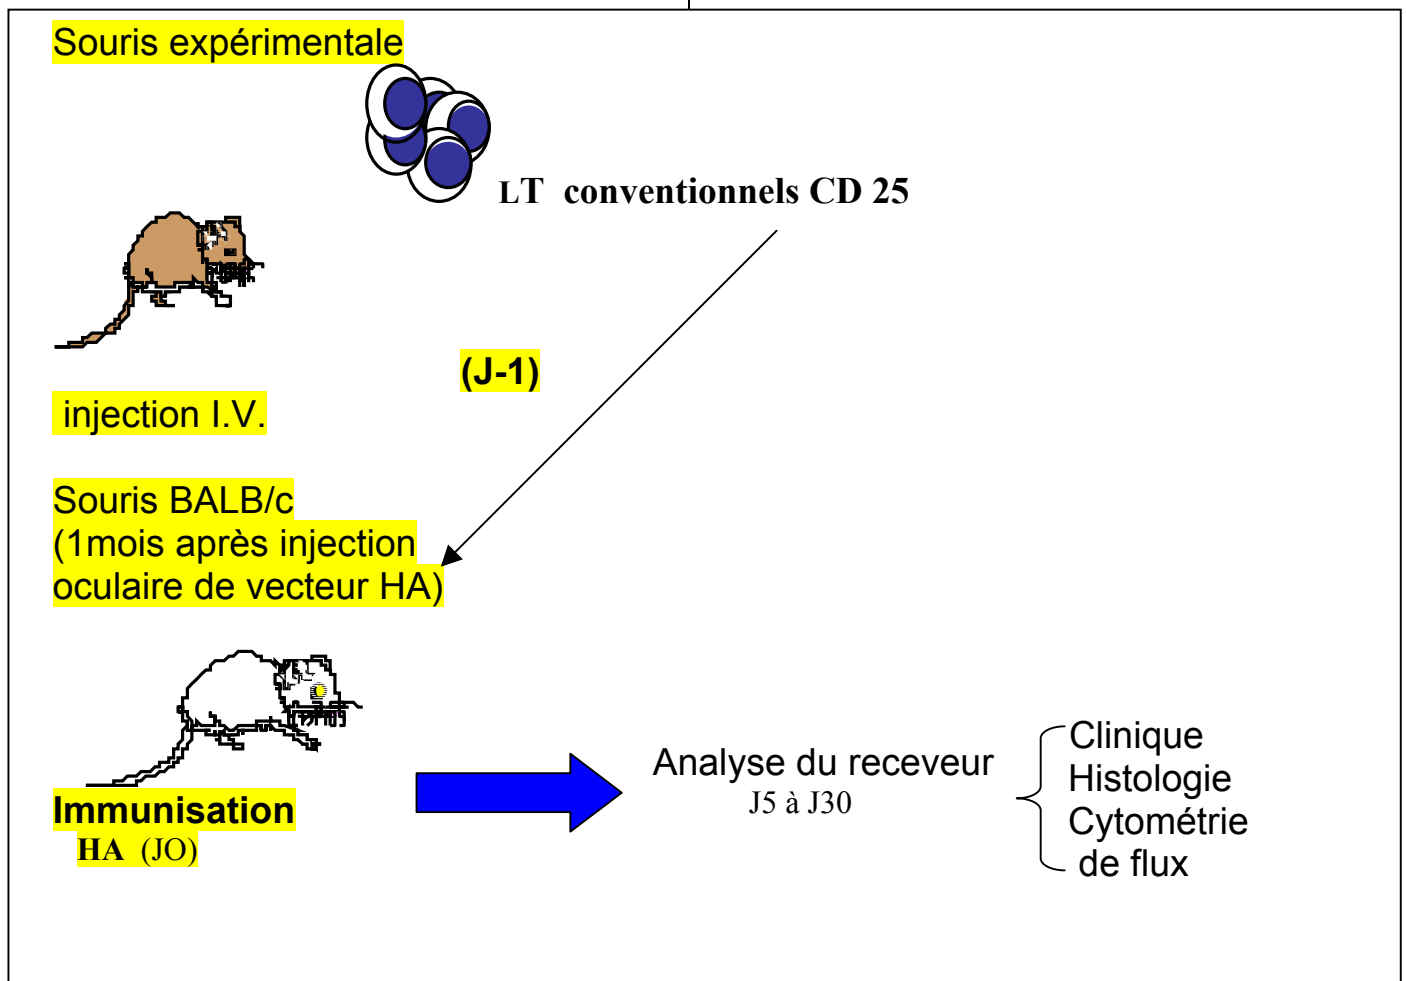 Souris expérimentale
LT conventionnels CD 25
(J-1)
injection I.V.
Souris BALB/c
(1mois après injection
oculaire de vecteur HA)
Immunisation
HA (JO)
Analyse du receveur
J5 à J30
Clinique
Histologie
Cytométrie
de flux